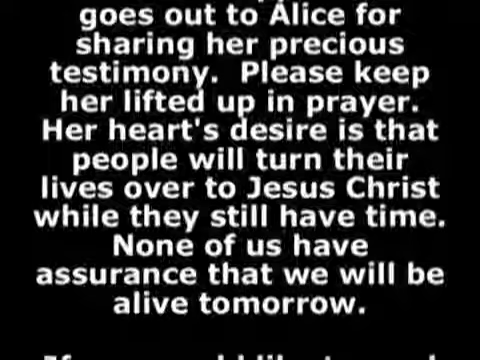 goes out to Alice for
sharing her precious
testimony.  Please keep
her lifted up in prayer.
Her heart's desire is that
people will turn their
lives over to Jesus Christ
while they still have time.
None of us have
assurance that we will be
alive tomorrow.